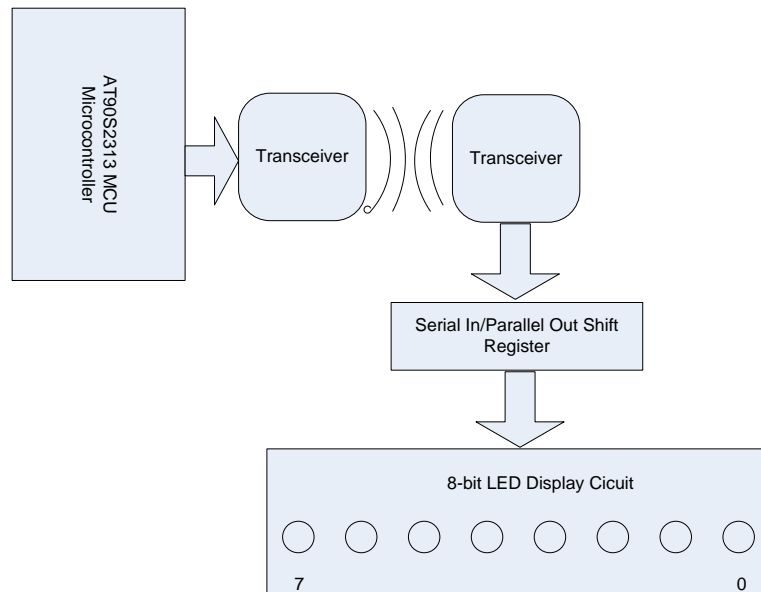 AT90S2313 MCU
Microcontroller
Transceiver
Transceiver
Serial In/Parallel Out Shift
Register
8-bit LED Display Cicuit
7
0